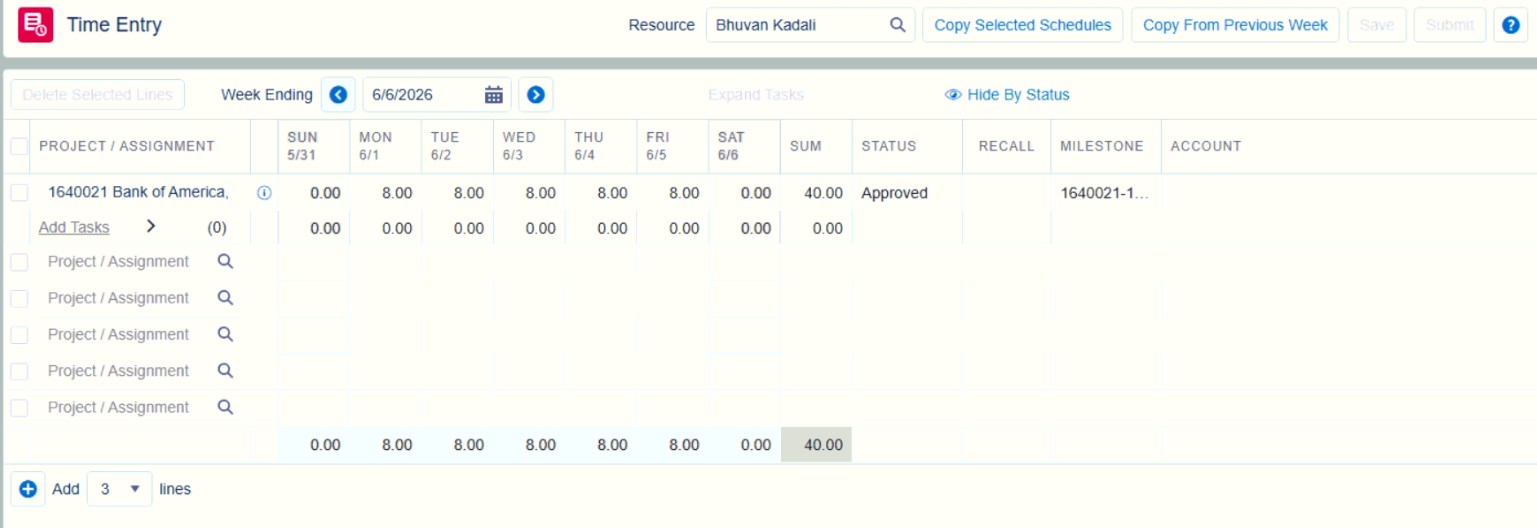 Time Entry Resource Bhuvan Kadali Copy Selected Schedules Copy From Previous Week Save Submit ?
Delete Selected Lines Week Ending 6/6/2026 Expand Tasks Hide By Status
PROJECT / ASSIGNMENT SUN 5/31 MON 6/1 TUE 6/2 WED 6/3 THU 6/4 FRI 6/5 SAT 6/6 SUM STATUS RECALL MILESTONE ACCOUNT
1640021 Bank of America, 0.00 8.00 8.00 8.00 8.00 8.00 0.00 40.00 Approved 1640021-1...
Add Tasks (0) 0.00 0.00 0.00 0.00 0.00 0.00 0.00 0.00
Project / Assignment
Project / Assignment
Project / Assignment
Project / Assignment
Project / Assignment
0.00 8.00 8.00 8.00 8.00 8.00 0.00 40.00
Add 3 lines